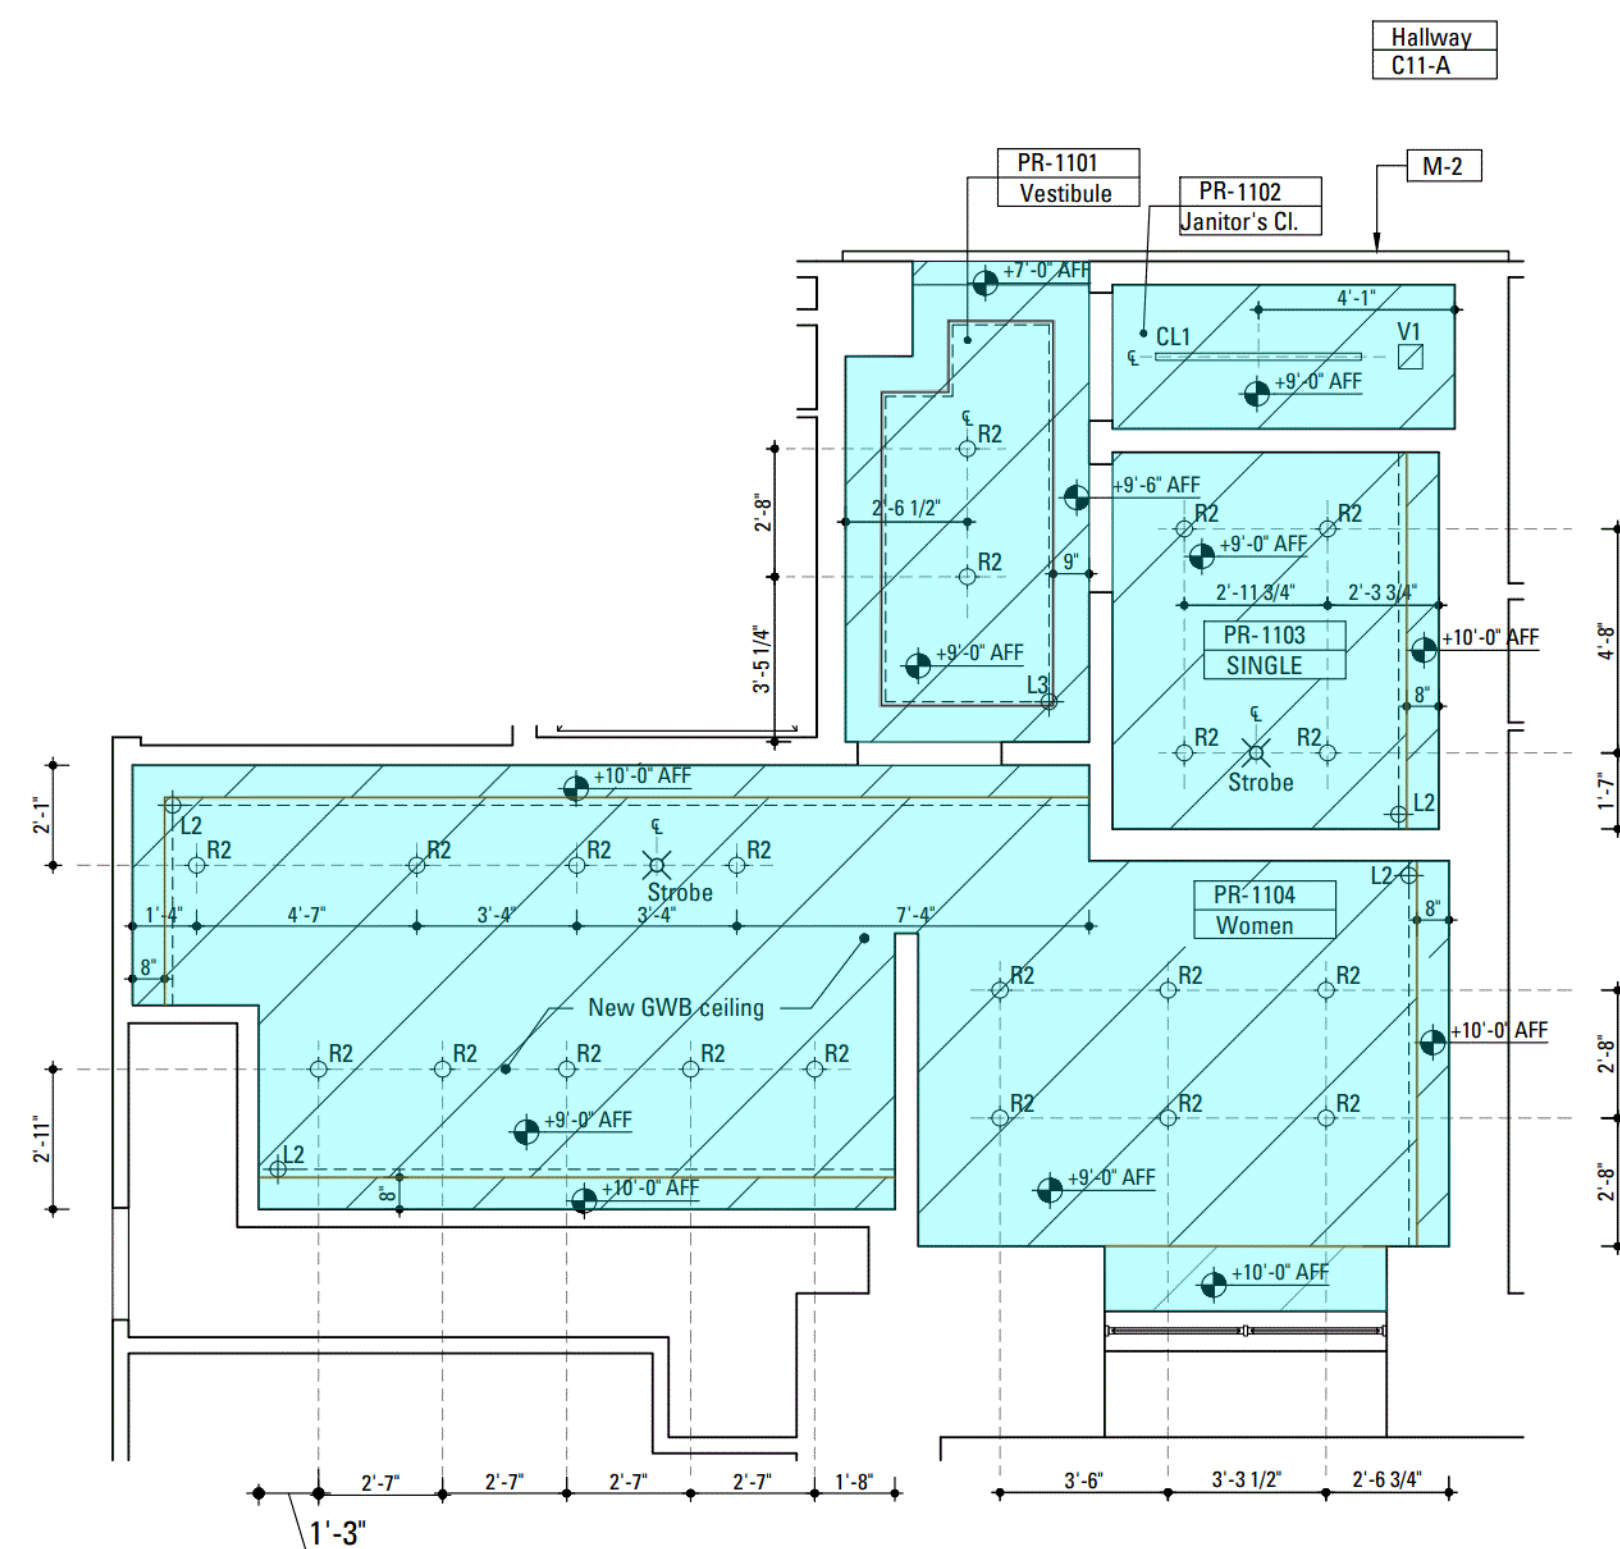 Hallway
C11-A
PR-1101
Vestibule
M-2
PR-1102
Janitor's Cl.
+7'-0" AFF
4'-1"
CL1
V1
℄
+9'-0" AFF
℄
R2
2'-8"
+9'-6" AFF
2'-6 1/2"
R2
R2
+9'-0" AFF
R2
9"
2'-11 3/4"
2'-3 3/4"
4'-8"
PR-1103
SINGLE
+10'-0" AFF
3'-5 1/4"
+9'-0" AFF
L3
8"
℄
R2
R2
Strobe
1'-7"
L2
+10'-0" AFF
2'-1"
L2
℄
R2
R2
R2
R2
Strobe
L2
PR-1104
Women
8"
1'-4"
4'-7"
3'-4"
3'-4"
7'-4"
8"
R2
R2
R2
New GWB ceiling
+10'-0" AFF
R2
R2
R2
R2
R2
2'-8"
R2
R2
R2
+9'-0" AFF
2'-11"
L2
+9'-0" AFF
8"
+10'-0" AFF
2'-8"
+10'-0" AFF
2'-7"
2'-7"
2'-7"
2'-7"
1'-8"
3'-6"
3'-3 1/2"
2'-6 3/4"
1'-3"